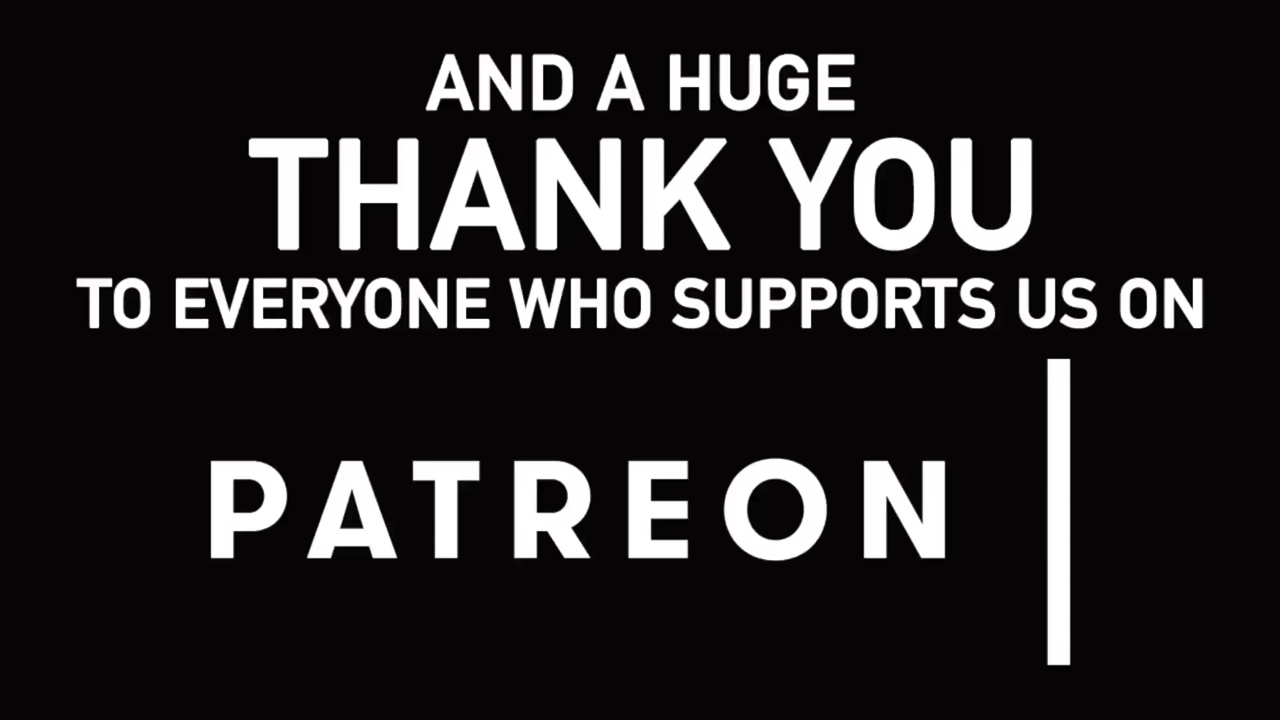 AND A HUGE
THANK YOU
TO EVERYONE WHO SUPPORTS US ON
PATREON